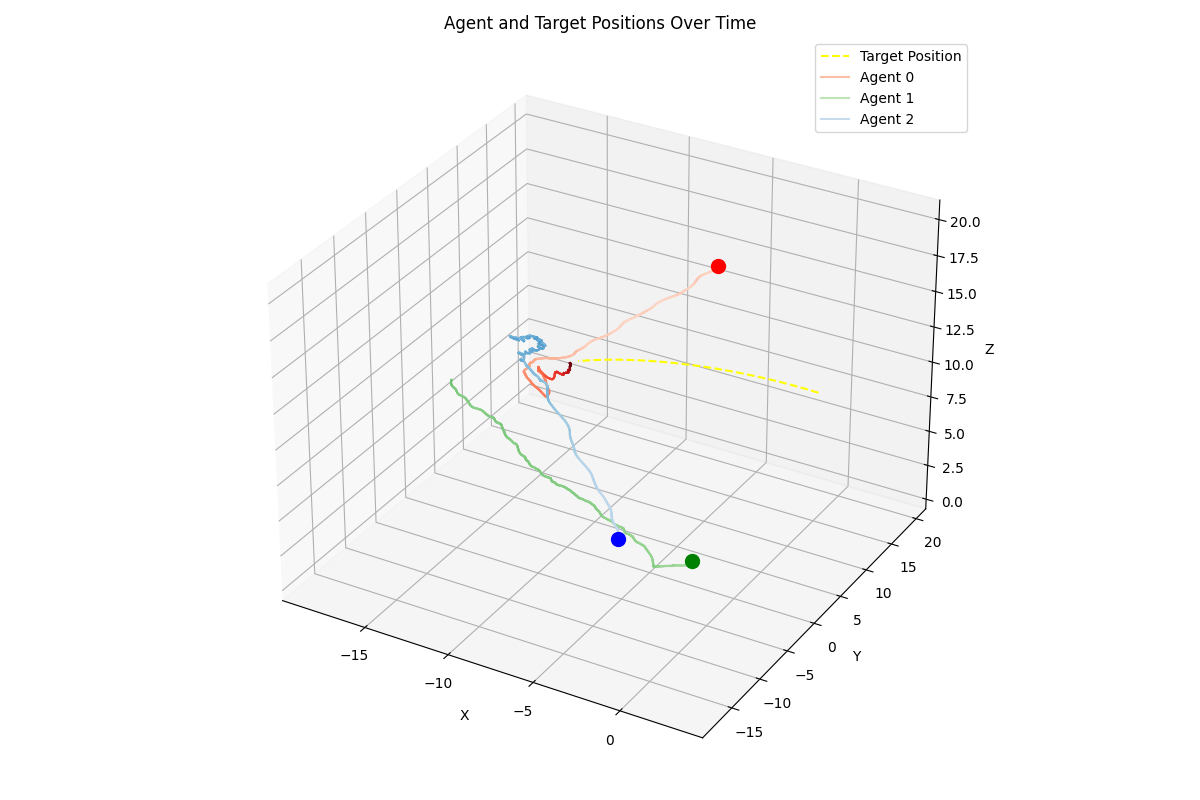 Agent and Target Positions Over Time
Target Position
Agent 0
Agent 1
Agent 2
20.0
17.5
15.0
12.5
10.0
7.5
5.0
2.5
0.0
Z
20
15
10
5
0
−5
−10
−15
Y
−15
−10
−5
0
X